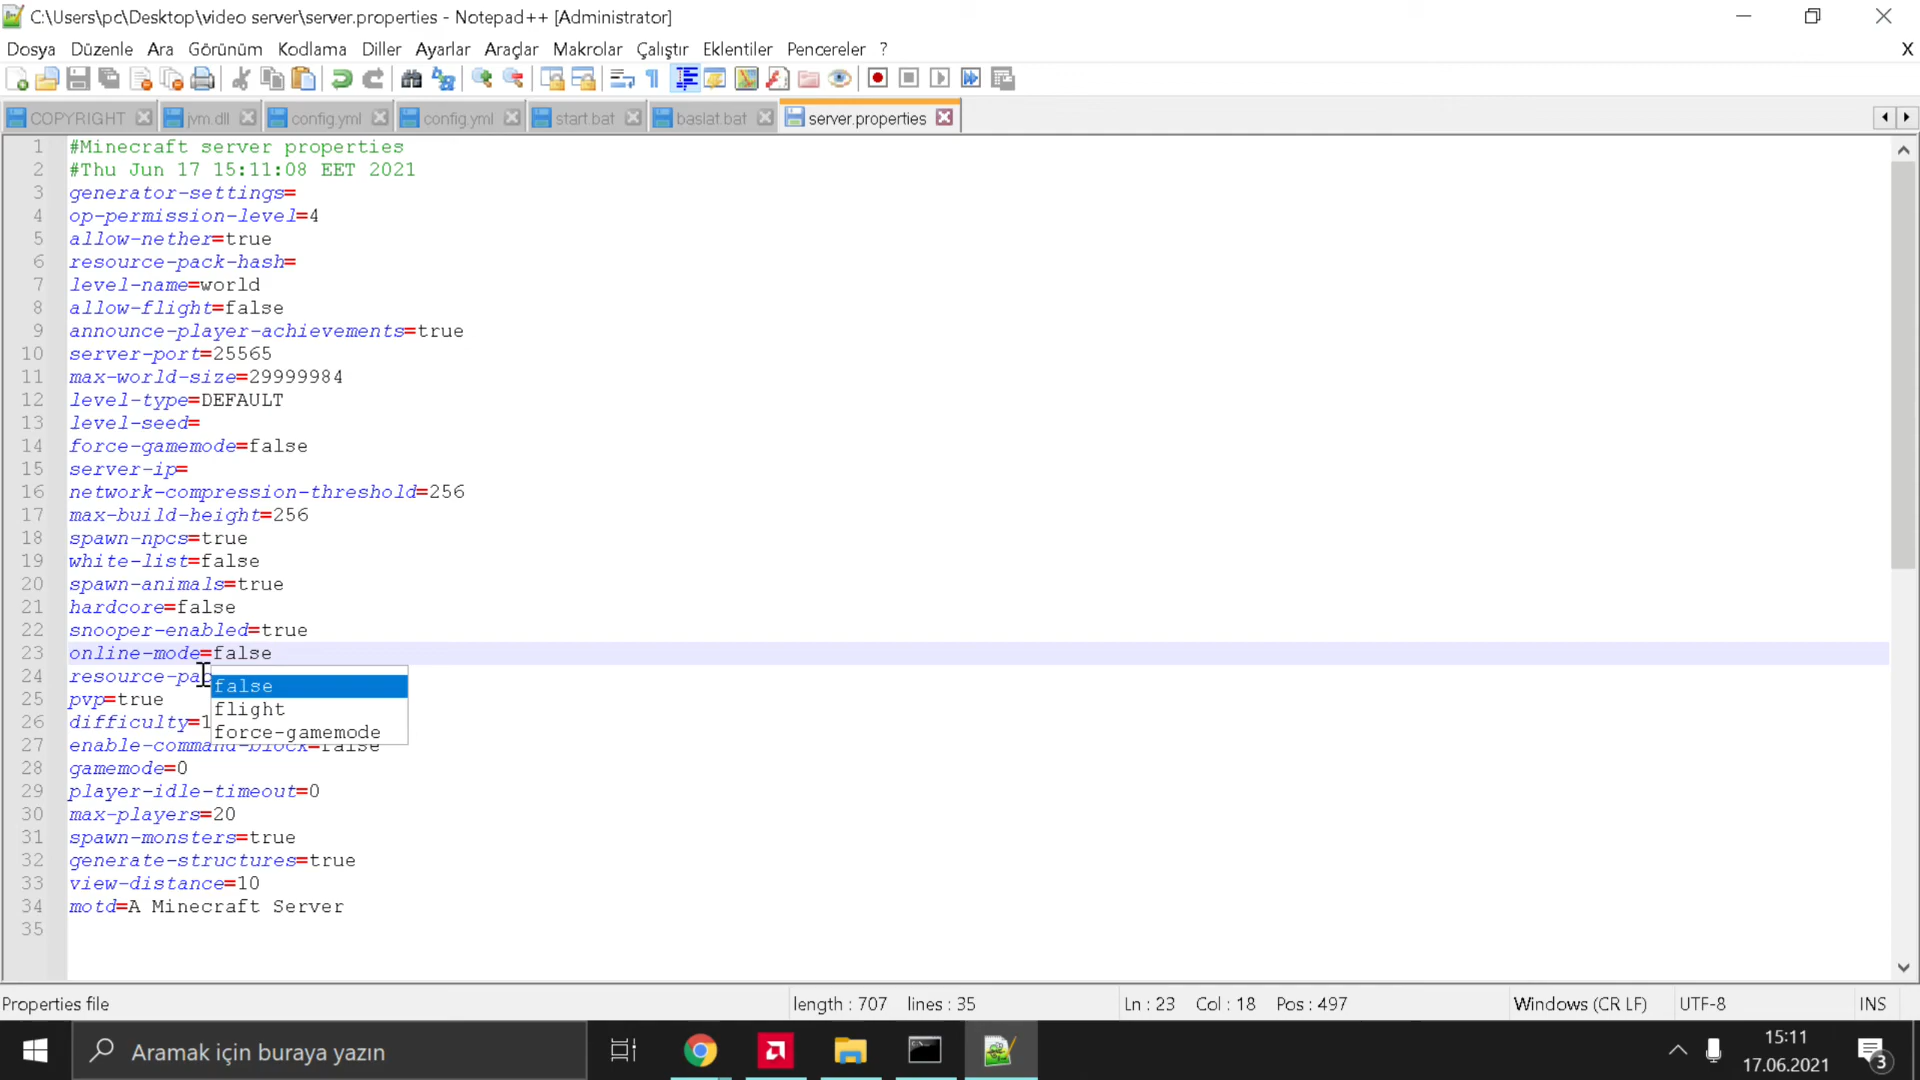 C:\Users\pc\Desktop\video server\server.properties - Notepad++ [Administrator]
Dosya Düzenle Ara Görünüm Kodlama Diller Ayarlar Araçlar Makrolar Çalıştır Eklentiler Pencereler ? X
COPYRIGHT jvm.dll config.yml config.yml start.bat baslat.bat server.properties
1 #Minecraft server properties
2 #Thu Jun 17 15:11:08 EET 2021
3 generator-settings=
4 op-permission-level=4
5 allow-nether=true
6 resource-pack-hash=
7 level-name=world
8 allow-flight=false
9 announce-player-achievements=true
10 server-port=25565
11 max-world-size=29999984
12 level-type=DEFAULT
13 level-seed=
14 force-gamemode=false
15 server-ip=
16 network-compression-threshold=256
17 max-build-height=256
18 spawn-npcs=true
19 white-list=false
20 spawn-animals=true
21 hardcore=false
22 snooper-enabled=true
23 online-mode=false
24 resource-pac
false
25 pvp=true
flight
26 difficulty=1
force-gamemode
27 enable-command-block=false
28 gamemode=0
29 player-idle-timeout=0
30 max-players=20
31 spawn-monsters=true
32 generate-structures=true
33 view-distance=10
34 motd=A Minecraft Server
35
Properties file length : 707 lines : 35 Ln : 23 Col : 18 Pos : 497 Windows (CR LF) UTF-8 INS
Aramak için buraya yazın
15:11
17.06.2021
3